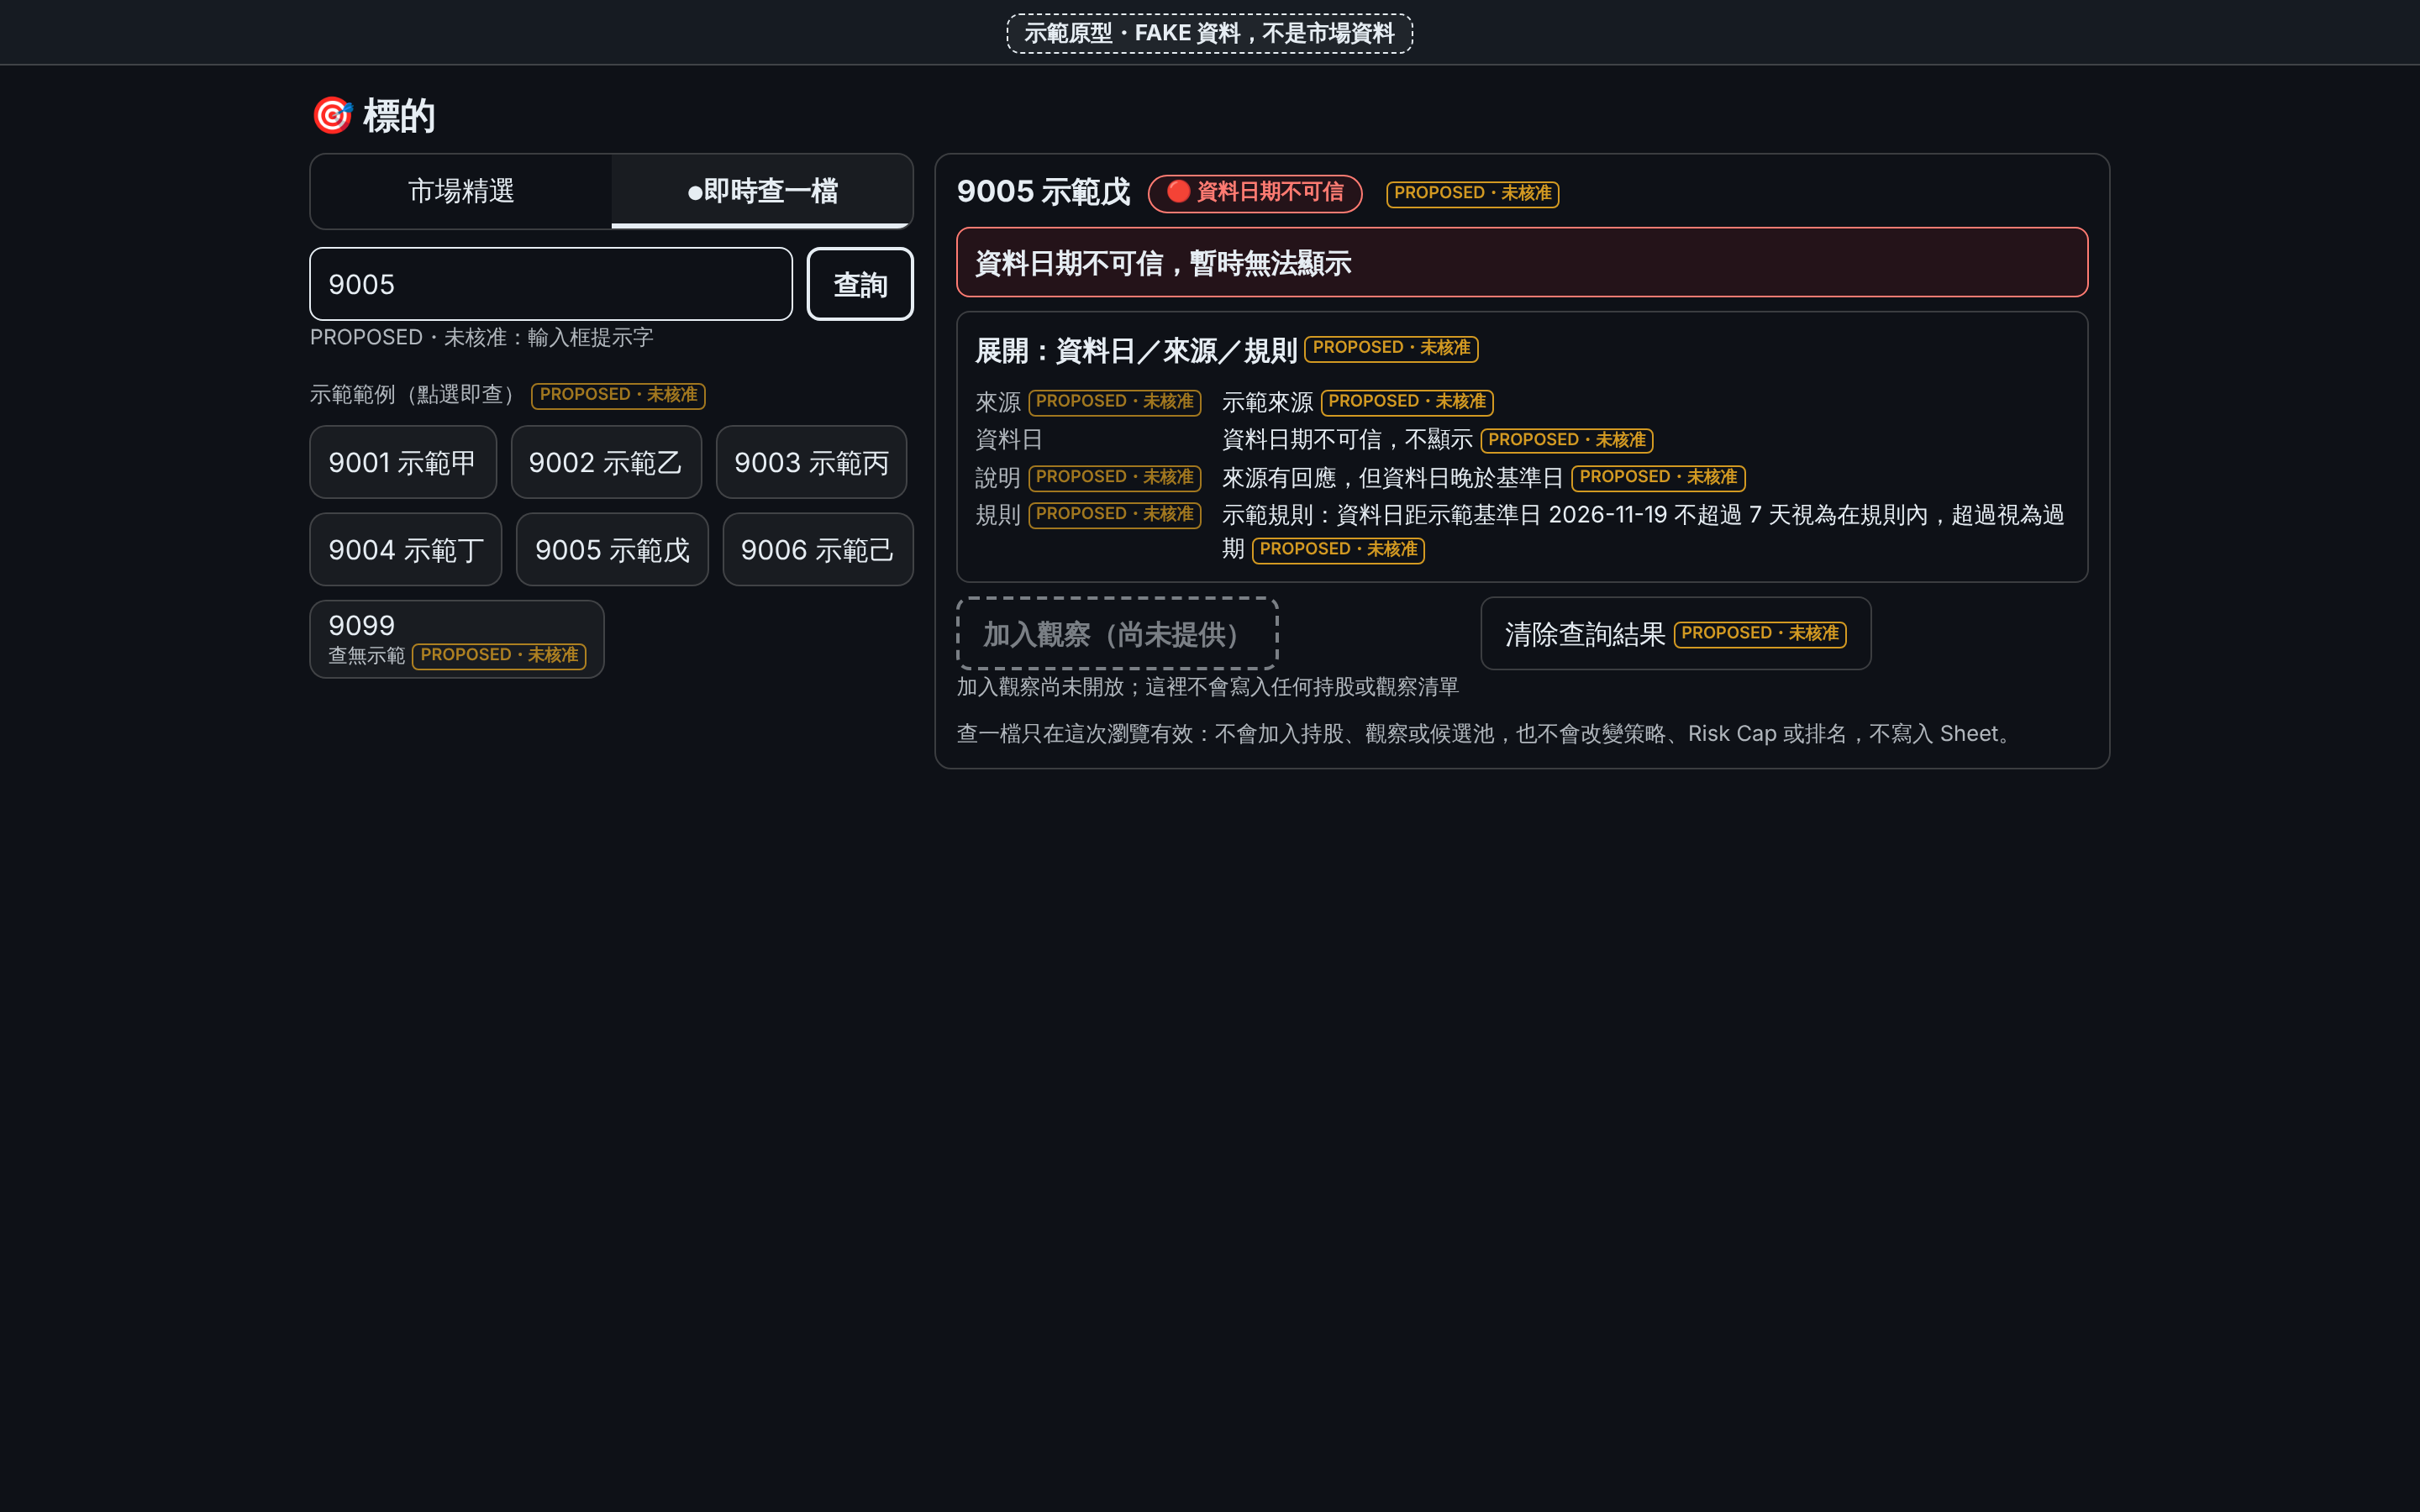 示範原型・FAKE 資料，不是市場資料
🎯 標的
市場精選
●即時查一檔
9005
查詢
PROPOSED・未核准：輸入框提示字
示範範例（點選即查） PROPOSED・未核准
9001 示範甲
9002 示範乙
9003 示範丙
9004 示範丁
9005 示範戊
9006 示範己
9099
查無示範 PROPOSED・未核准
9005 示範戊 🔴 資料日期不可信 PROPOSED・未核准
資料日期不可信，暫時無法顯示
展開：資料日／來源／規則 PROPOSED・未核准
來源 PROPOSED・未核准 示範來源 PROPOSED・未核准
資料日 資料日期不可信，不顯示 PROPOSED・未核准
說明 PROPOSED・未核准 來源有回應，但資料日晚於基準日 PROPOSED・未核准
規則 PROPOSED・未核准 示範規則：資料日距示範基準日 2026-11-19 不超過 7 天視為在規則內，超過視為過
期 PROPOSED・未核准
加入觀察（尚未提供）
清除查詢結果 PROPOSED・未核准
加入觀察尚未開放；這裡不會寫入任何持股或觀察清單
查一檔只在這次瀏覽有效：不會加入持股、觀察或候選池，也不會改變策略、Risk Cap 或排名，不寫入 Sheet。